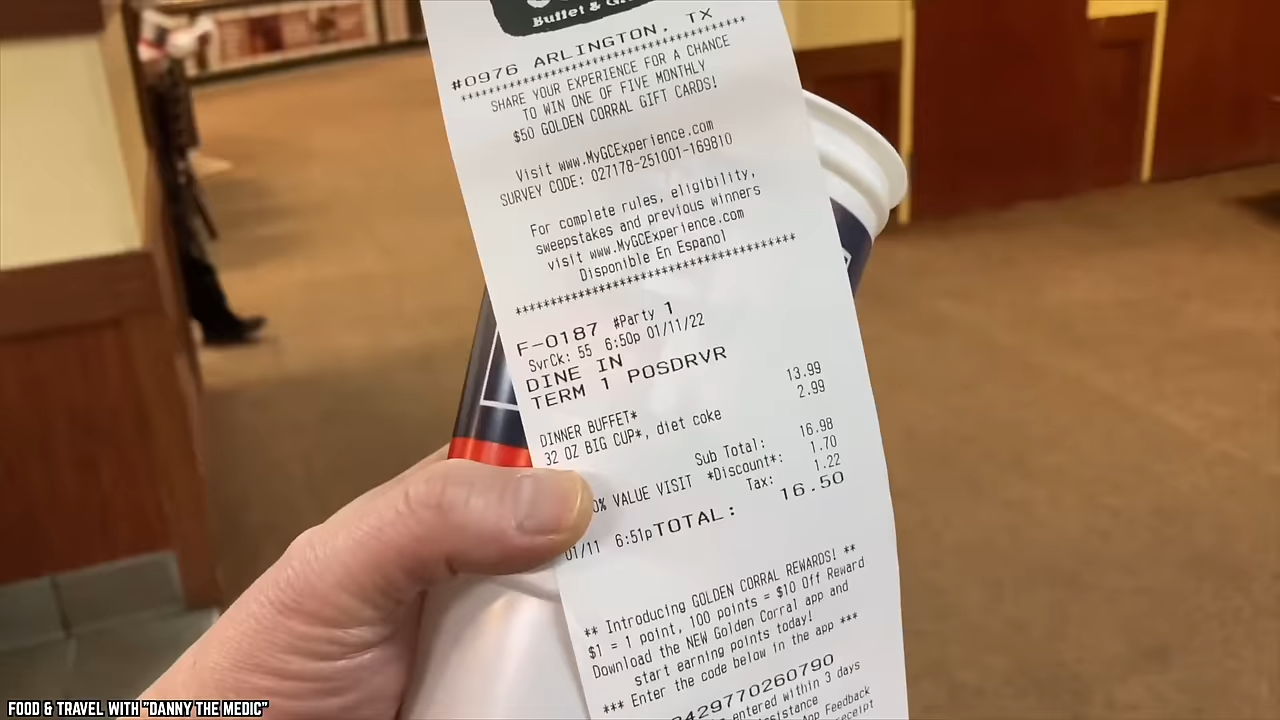 Buffet &
#0976 ARLINGTON, TX
****************************************
SHARE YOUR EXPERIENCE FOR A CHANCE
TO WIN ONE OF FIVE MONTHLY
$50 GOLDEN CORRAL GIFT CARDS!
Visit www.MyGCExperience.com
SURVEY CODE: 027178-251001-169810
For complete rules, eligibility,
sweepstakes and previous winners
visit www.MyGCExperience.com
Disponible En Espanol
****************************************
F-0187 #Party 1
SvrCk: 55 6:50p 01/11/22
DINE IN
TERM 1 POSDRVR
DINNER BUFFET* 13.99
32 OZ BIG CUP*, diet coke 2.99
Sub Total: 16.98
0% VALUE VISIT *Discount*: 1.70
Tax: 1.22
01/11 6:51pTOTAL: 16.50
** Introducing GOLDEN CORRAL REWARDS! **
$1 = 1 point, 100 points = $10 Off Reward
Download the NEW Golden Corral app and
start earning points today!
*** Enter the code below in the app ***
429770260790
entered within 3 days
Feedback
receipt
FOOD & TRAVEL WITH "DANNY THE MEDIC"